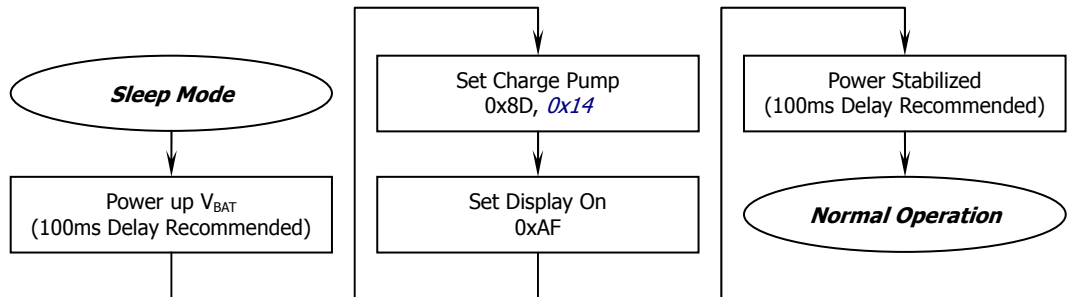 Sleep Mode
Power up VBAT
(100ms Delay Recommended)
Set Charge Pump
0x8D, 0x14
Set Display On
0xAF
Power Stabilized
(100ms Delay Recommended)
Normal Operation